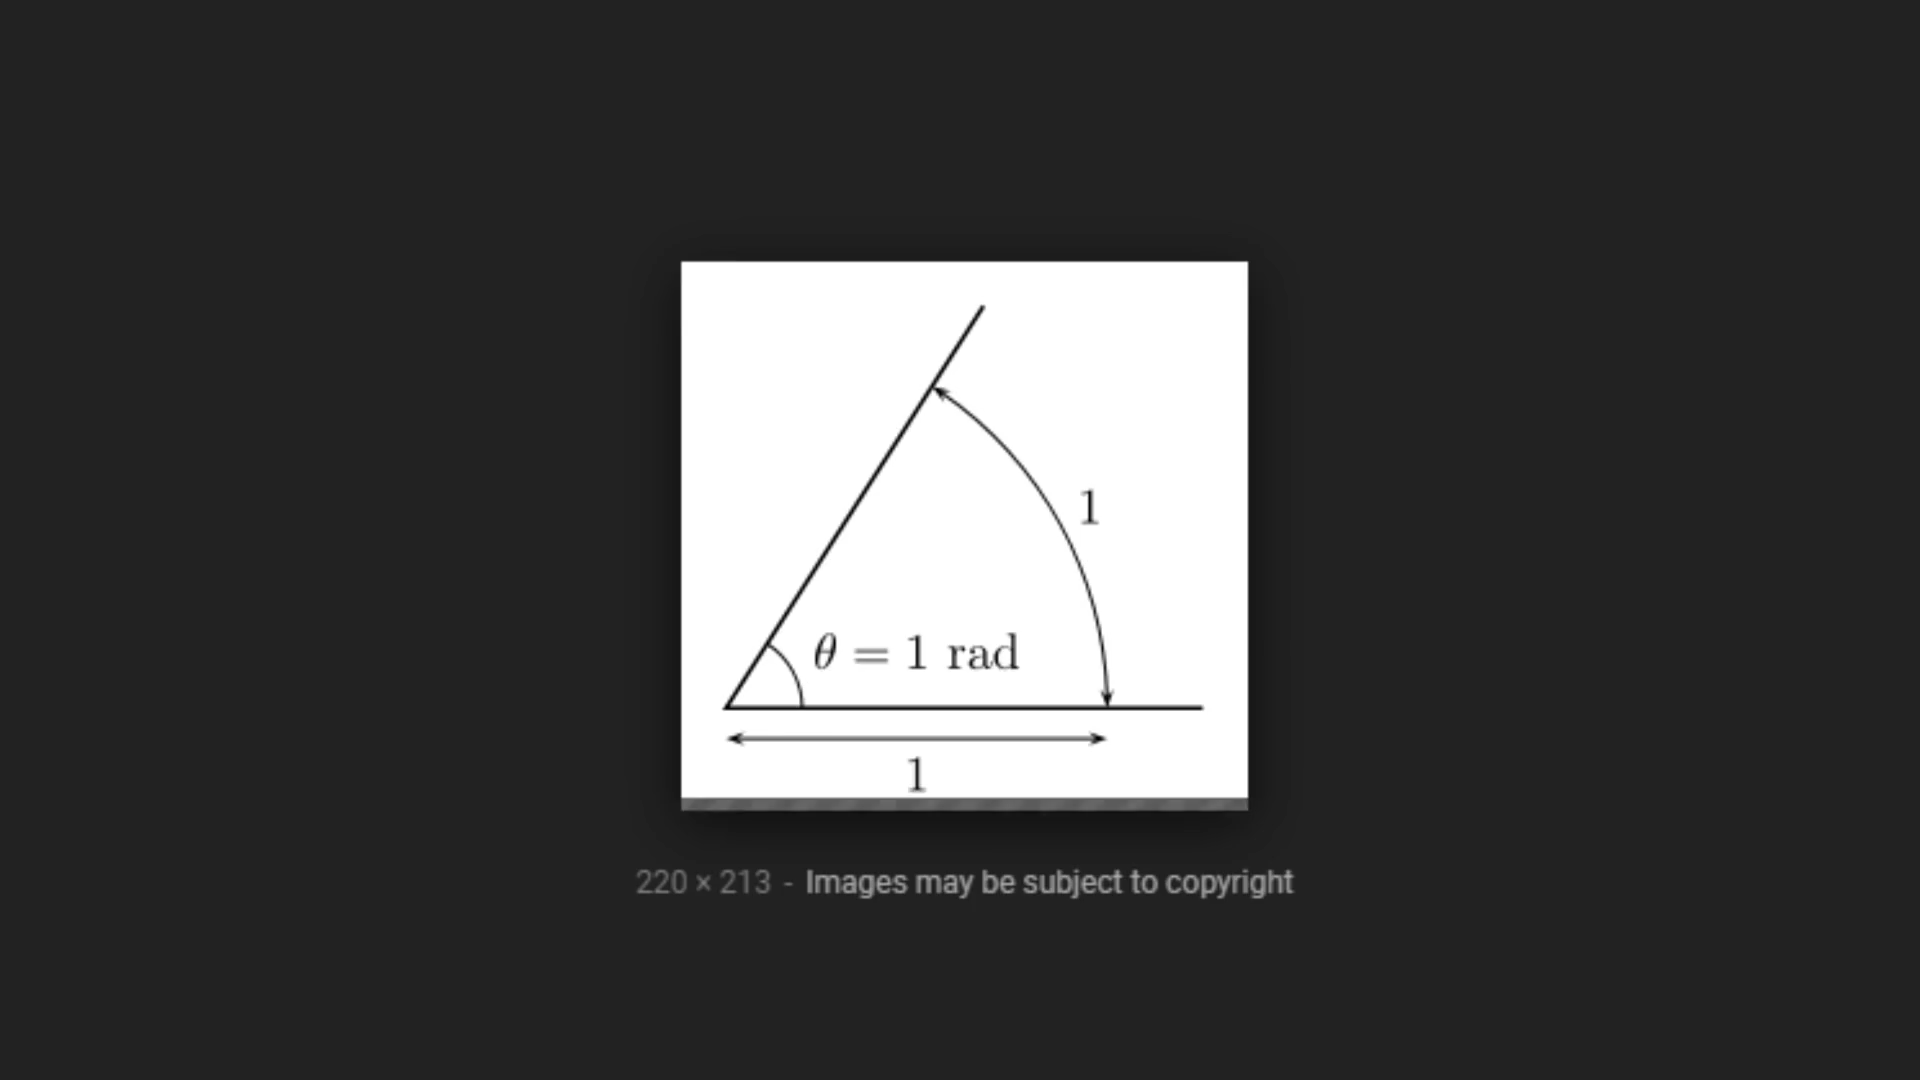 1
θ = 1 rad
1
220 × 213 - Images may be subject to copyright